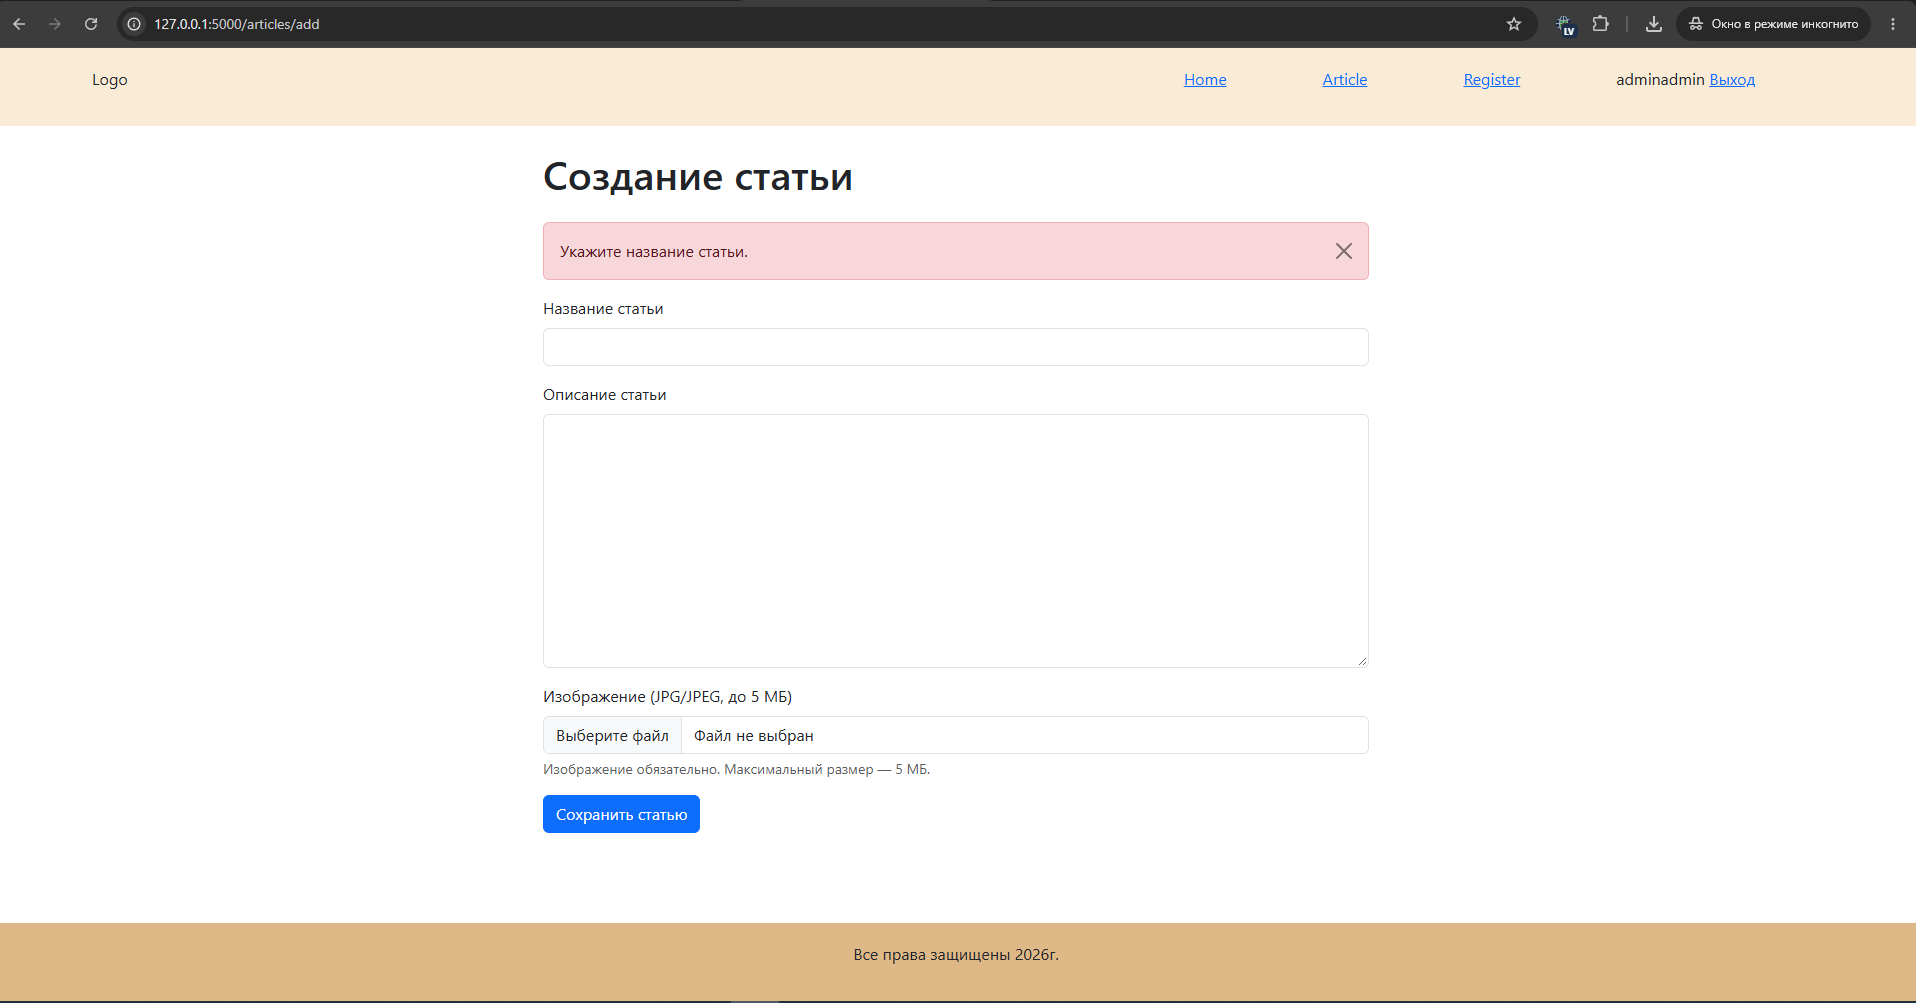 127.0.0.1:5000/articles/add
LV
Окно в режиме инкогнито
Logo
Home
Article
Register
adminadmin Выход
Создание статьи
Укажите название статьи.
Название статьи
Описание статьи
Изображение (JPG/JPEG, до 5 МБ)
Выберите файл
Файл не выбран
Изображение обязательно. Максимальный размер — 5 МБ.
Сохранить статью
Все права защищены 2026г.